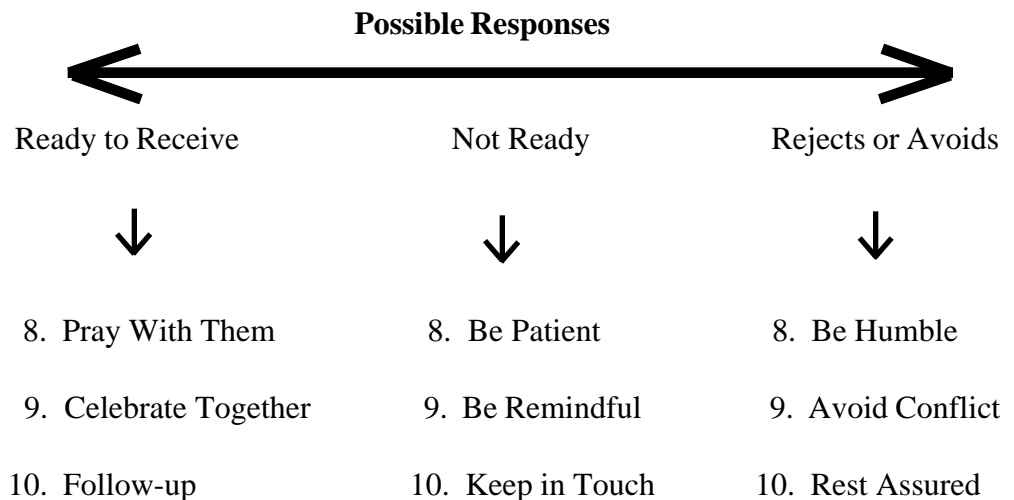 Possible Responses
Ready to Receive Not Ready Rejects or Avoids
8. Pray With Them 8. Be Patient 8. Be Humble
9. Celebrate Together 9. Be Remindful 9. Avoid Conflict
10. Follow-up 10. Keep in Touch 10. Rest Assured